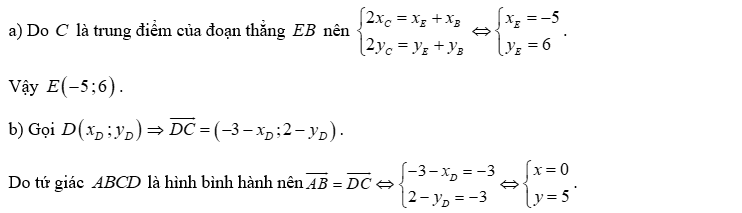 a) Do C là trung điểm của đoạn thẳng EB nên $\begin{cases} 2x_C = x_E + x_B \\ 2y_C = y_E + y_B \end{cases} \Leftrightarrow \begin{cases} x_E = -5 \\ y_E = 6 \end{cases}$.
Vậy $E(-5;6)$.
b) Gọi $D(x_D; y_D) \Rightarrow \overline{DC} = (-3 - x_D; 2 - y_D)$.
Do tứ giác ABCD là hình bình hành nên $\overline{AB} = \overline{DC} \Leftrightarrow \begin{cases} -3 - x_D = -3 \\ 2 - y_D = -3 \end{cases} \Leftrightarrow \begin{cases} x = 0 \\ y = 5 \end{cases}$.